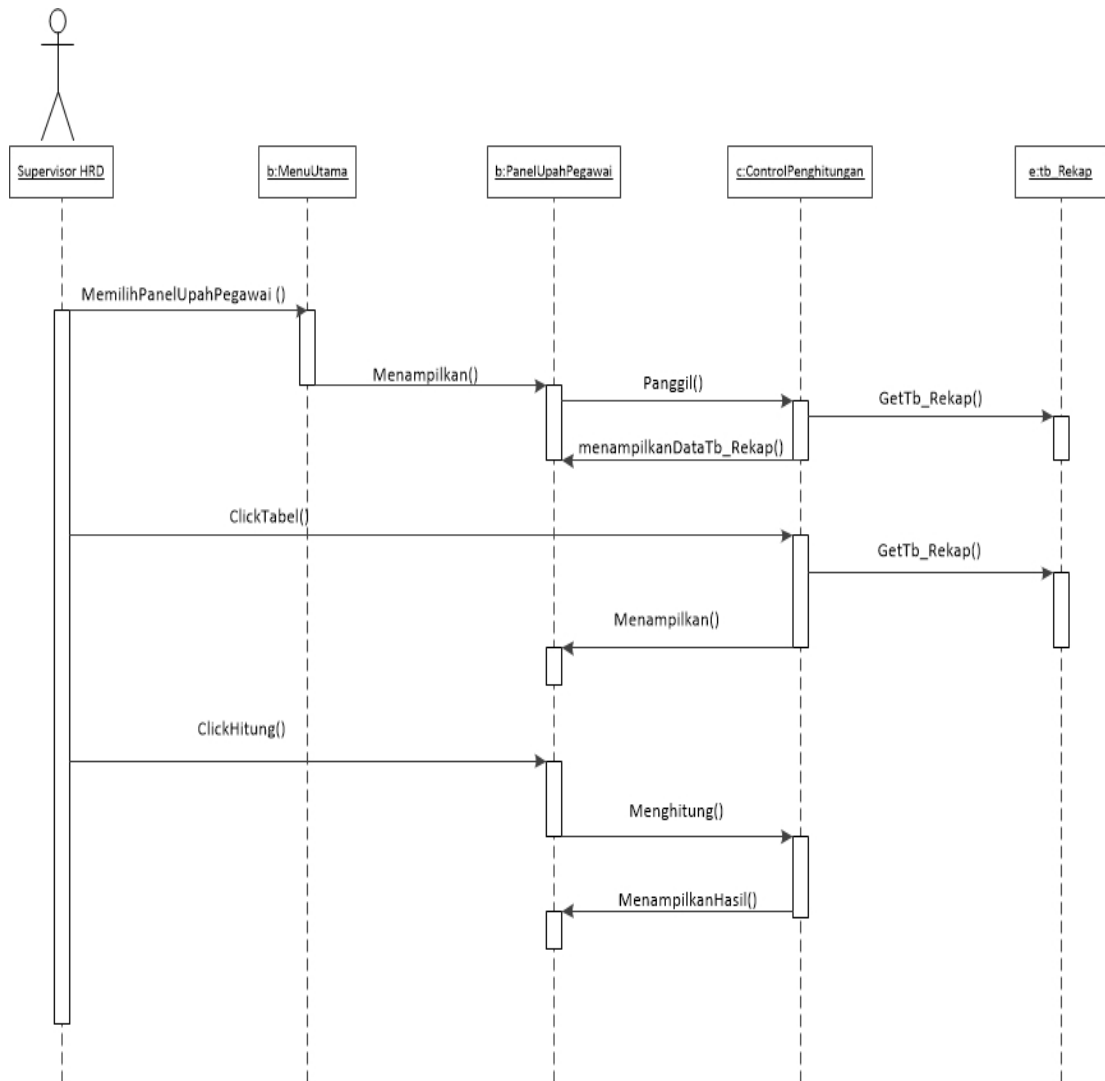 Supervisor HRD
b:MenuUtama
b:PanelUpahPegawai
c:ControlPenghitungan
e:tb_Rekap
MemilihPanelUpahPegawai ()
Menampilkan()
Panggil()
GetTb_Rekap()
menampilkanDataTb_Rekap()
ClickTabel()
GetTb_Rekap()
Menampilkan()
ClickHitung()
Menghitung()
MenampilkanHasil()